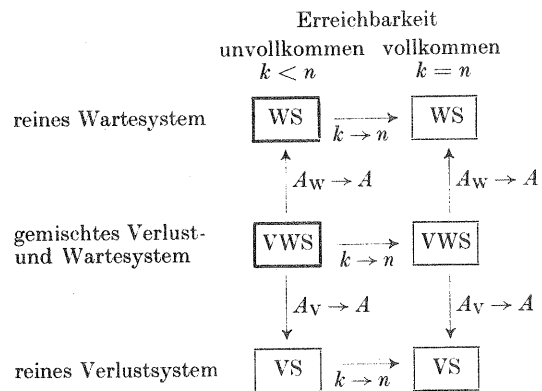 Erreichbarkeit
unvollkommen vollkommen
k < n k = n
reines Wartesystem WS k → n WS
A_W → A A_W → A
gemischtes Verlust-
und Wartesystem VWS k → n VWS
A_V → A A_V → A
reines Verlustsystem VS k → n VS